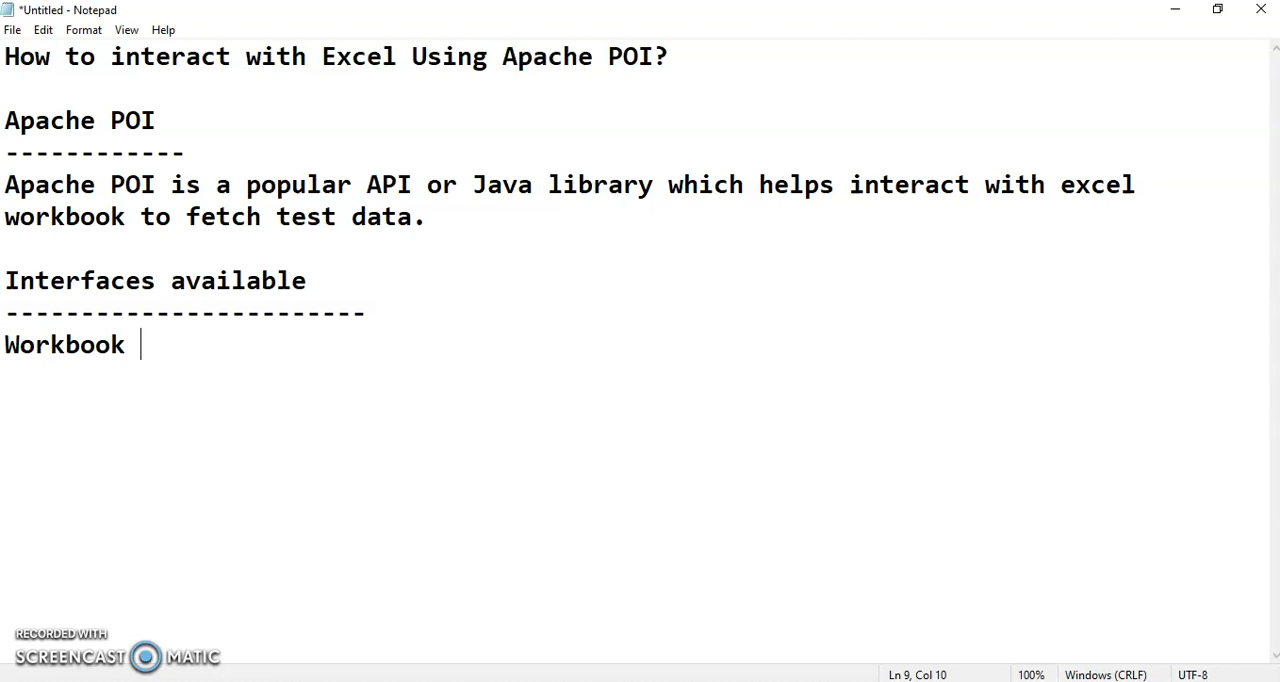 *Untitled - Notepad
File Edit Format View Help
How to interact with Excel Using Apache POI?
Apache POI
------------
Apache POI is a popular API or Java library which helps interact with excel
workbook to fetch test data.
Interfaces available
------------------------
Workbook
RECORDED WITH
SCREENCAST MATIC
Ln 9, Col 10 100% Windows (CRLF) UTF-8